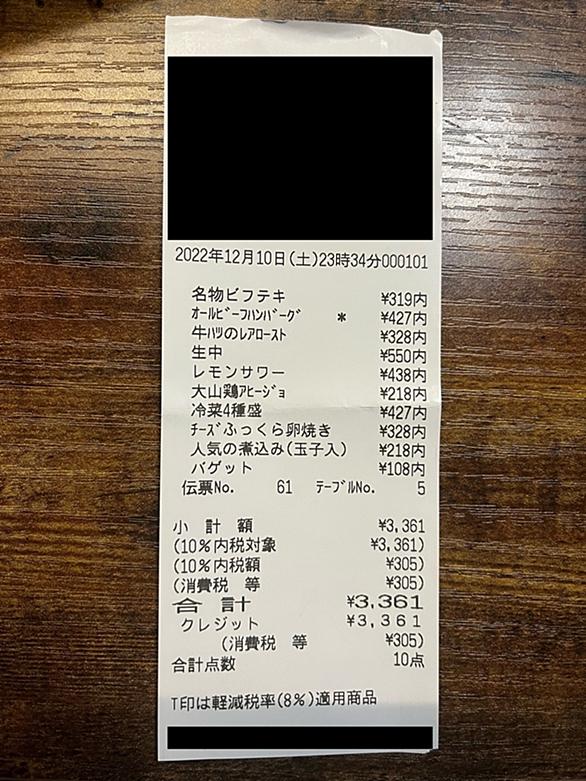 2022年12月10日(土)23時34分000101
名物ビフテキ ¥319内
ｵｰﾙﾋﾞｰﾌﾊﾝﾊﾞｰｸﾞ * ¥427内
牛ﾊﾂのﾚｱﾛｰｽﾄ ¥328内
生中 ¥550内
レモンサワー ¥438内
大山鶏ｱﾋｰｼﾞｮ ¥218内
冷菜4種盛 ¥427内
ﾁｰｽﾞふっくら卵焼き ¥328内
人気の煮込み(玉子入) ¥218内
バゲット ¥108内
伝票No. 61 ﾃｰﾌﾞﾙNo. 5
小 計 額 ¥3,361
(10%内税対象 ¥3,361)
(10%内税額 ¥305)
(消費税 等 ¥305)
合 計 ¥3,361
クレジット ¥3,361
(消費税 等 ¥305)
合計点数 10点
T印は軽減税率(8%)適用商品